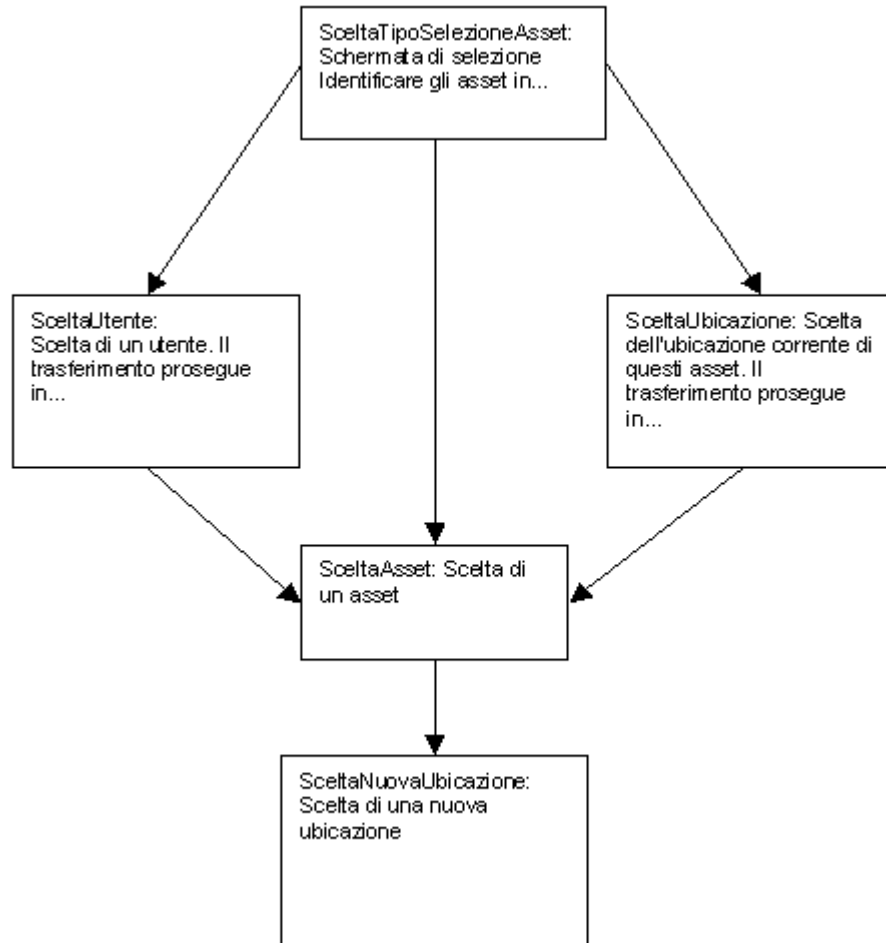 SceltaTipoSelezioneAsset:
Schermata di selezione
Identificare gli asset in...
SceltaUtente:
Scelta di un utente. Il
trasferimento prosegue
in...
SceltaUbicazione: Scelta
dell'ubicazione corrente di
questi asset. Il
trasferimento prosegue
in...
SceltaAsset: Scelta di
un asset
SceltaNuovaUbicazione:
Scelta di una nuova
ubicazione